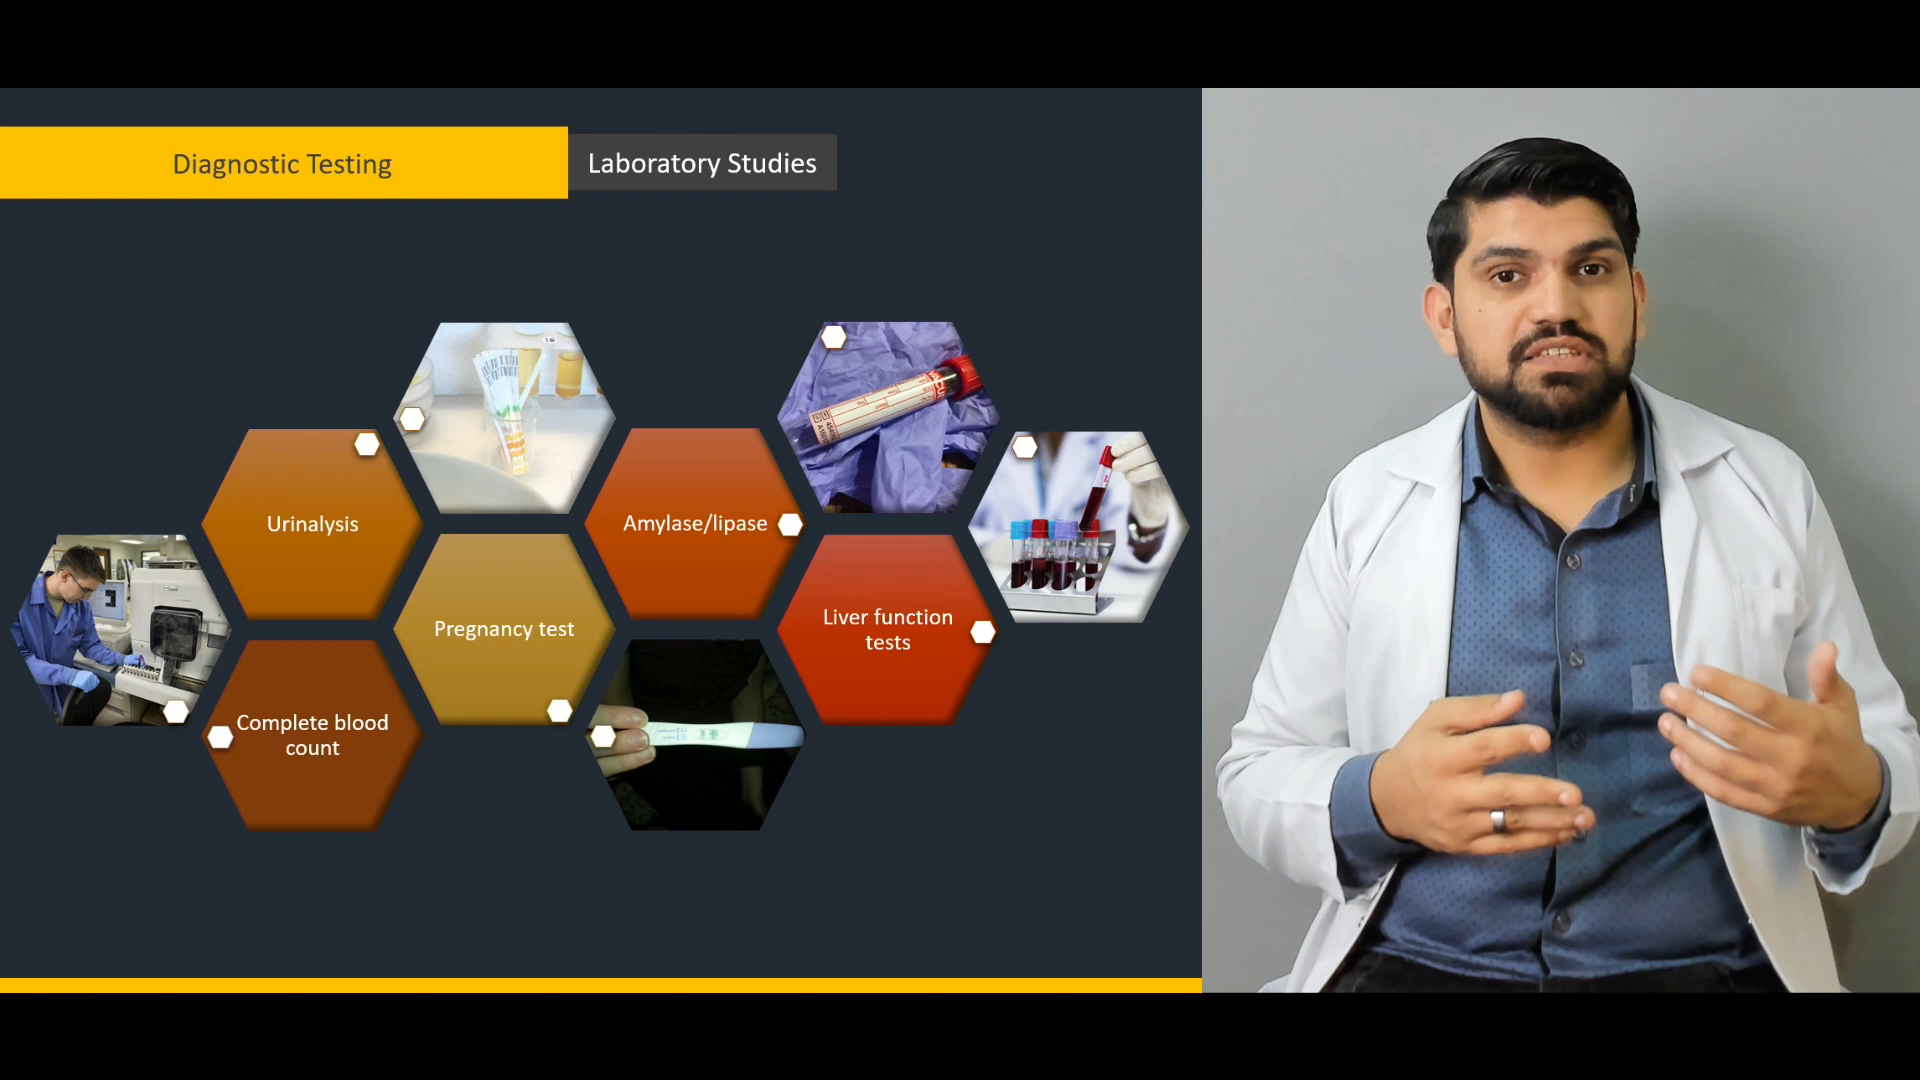 Diagnostic Testing
Laboratory Studies
Urinalysis
Amylase/lipase
Pregnancy test
Liver function
tests
Complete blood
count